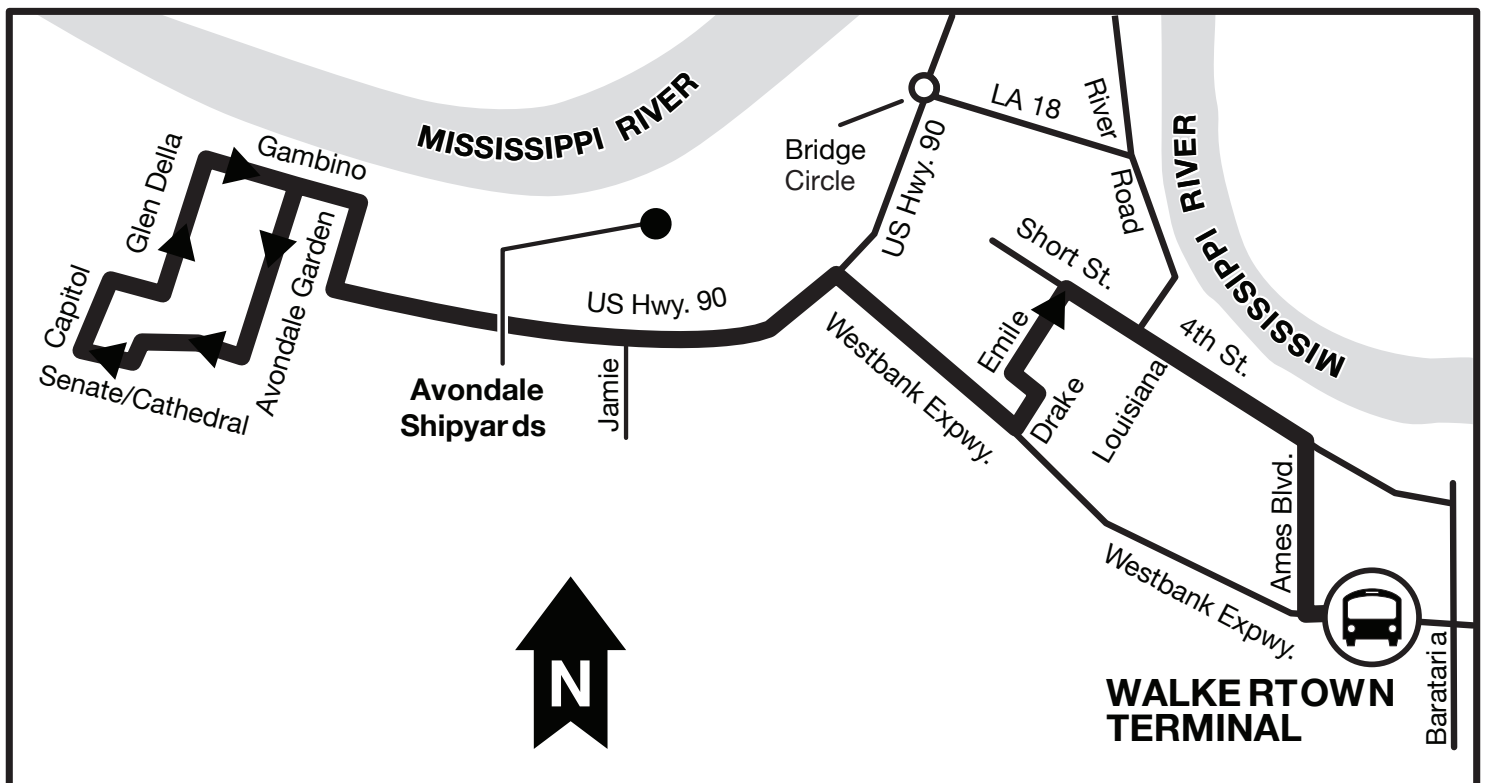 MISSISSIPPI RIVER
Gambino
Glen Della
Capitol
Avondale Garden
Senate/Cathedral
Avondale
Shipyards
US Hwy. 90
Jamie
Bridge
Circle
LA 18
River
Road
US Hwy. 90
MISSISSIPPI RIVER
Short St.
4th St.
Emile
Drake
Louisiana
Westbank Expwy.
Ames Blvd.
Westbank Expwy.
WALKERTOWN
TERMINAL
Barataria
N